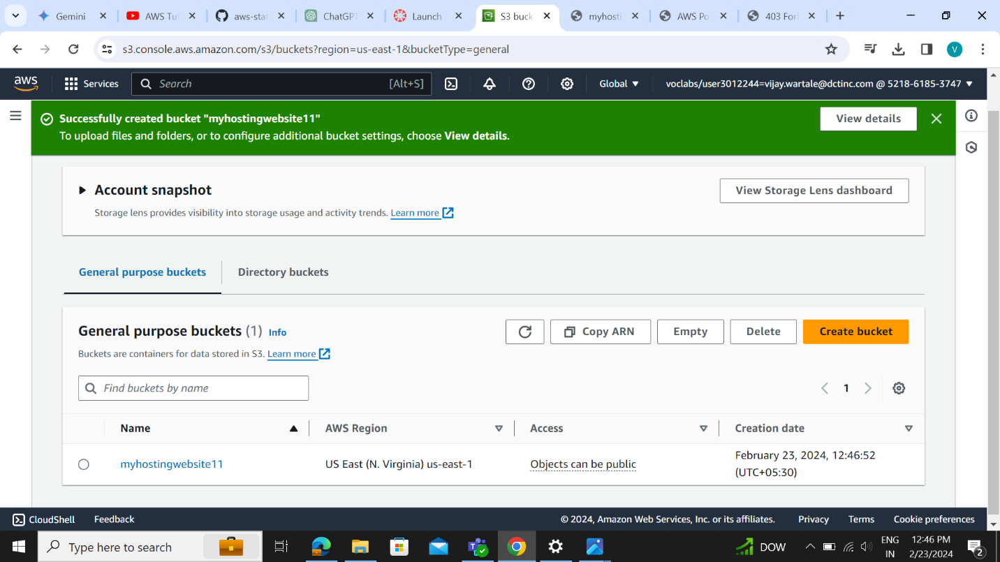 Gemini
AWS Tu
aws-stat
ChatGPT
Launch
S3 buck
myhosti
AWS Po
403 For
s3.console.aws.amazon.com/s3/buckets?region=us-east-1&bucketType=general
V
aws
Services
Search
[Alt+S]
Global
voclabs/user3012244=vijay.wartale@dctinc.com @ 5218-6185-3747
Successfully created bucket "myhostingwebsite11"
To upload files and folders, or to configure additional bucket settings, choose View details.
View details
Account snapshot
View Storage Lens dashboard
Storage lens provides visibility into storage usage and activity trends. Learn more
General purpose buckets
Directory buckets
General purpose buckets (1) Info
Copy ARN
Empty
Delete
Create bucket
Buckets are containers for data stored in S3. Learn more
Find buckets by name
1
Name
AWS Region
Access
Creation date
myhostingwebsite11
US East (N. Virginia) us-east-1
Objects can be public
February 23, 2024, 12:46:52
(UTC+05:30)
CloudShell
Feedback
© 2024, Amazon Web Services, Inc. or its affiliates.
Privacy
Terms
Cookie preferences
Type here to search
DOW
ENG
IN
12:46 PM
2/23/2024
2